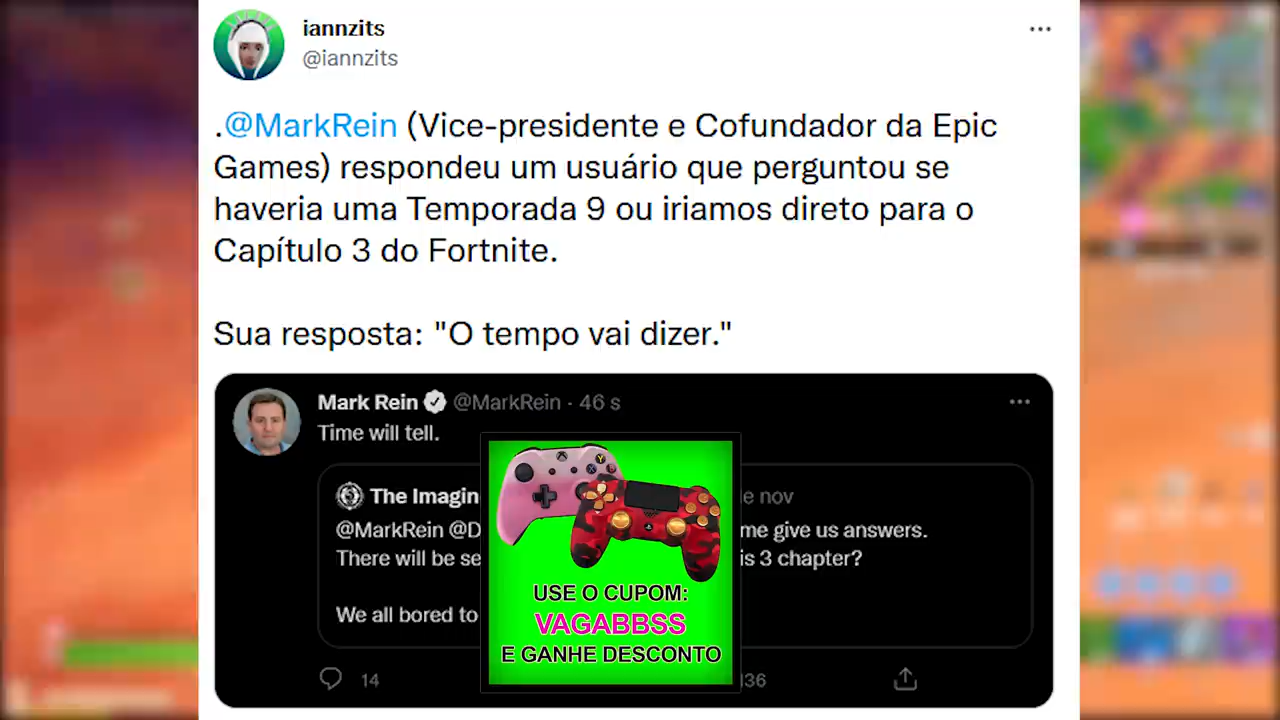 iannzits
@iannzits
.@MarkRein (Vice-presidente e Cofundador da Epic
Games) respondeu um usuário que perguntou se
haveria uma Temporada 9 ou iriamos direto para o
Capítulo 3 do Fortnite.
Sua resposta: "O tempo vai dizer."
Mark Rein @MarkRein · 46 s
Time will tell.
The Imagin e nov
@MarkRein @D me give us answers.
There will be se is 3 chapter?
We all bored to
USE O CUPOM:
VAGABBSS
E GANHE DESCONTO
14 136